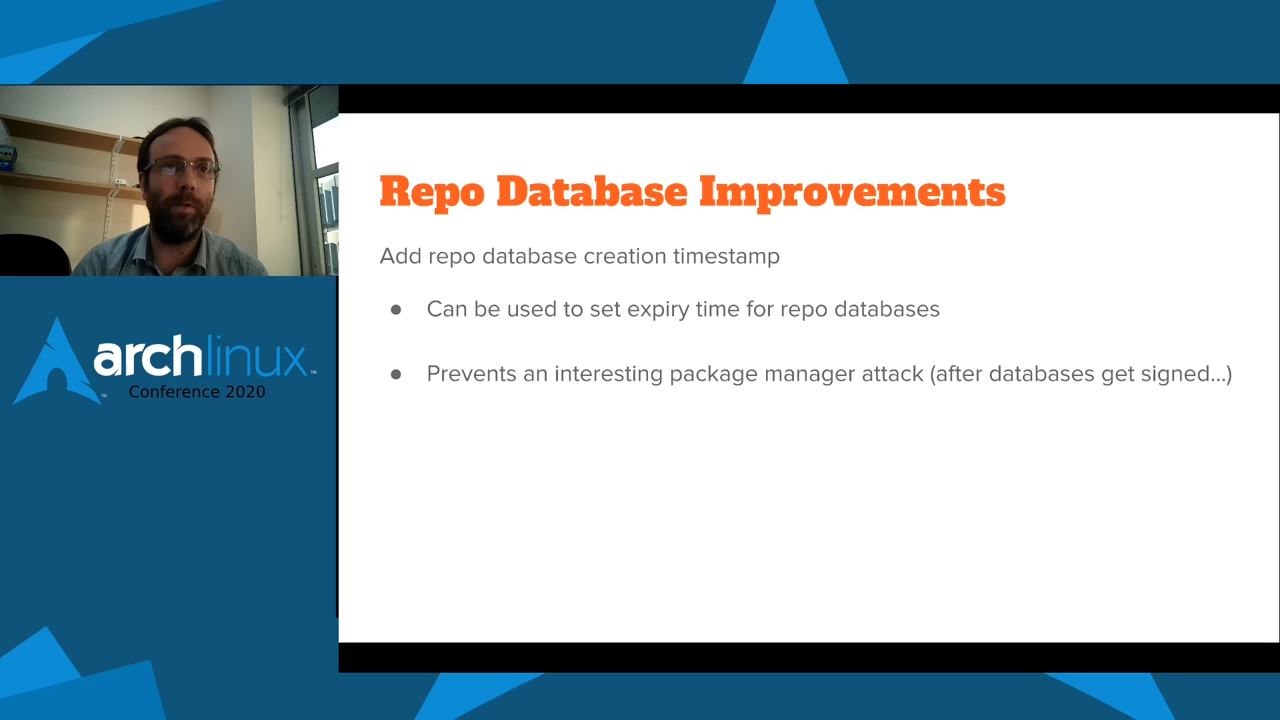 Repo Database Improvements
Add repo database creation timestamp
● Can be used to set expiry time for repo databases
● Prevents an interesting package manager attack (after databases get signed...)
archlinux™
Conference 2020